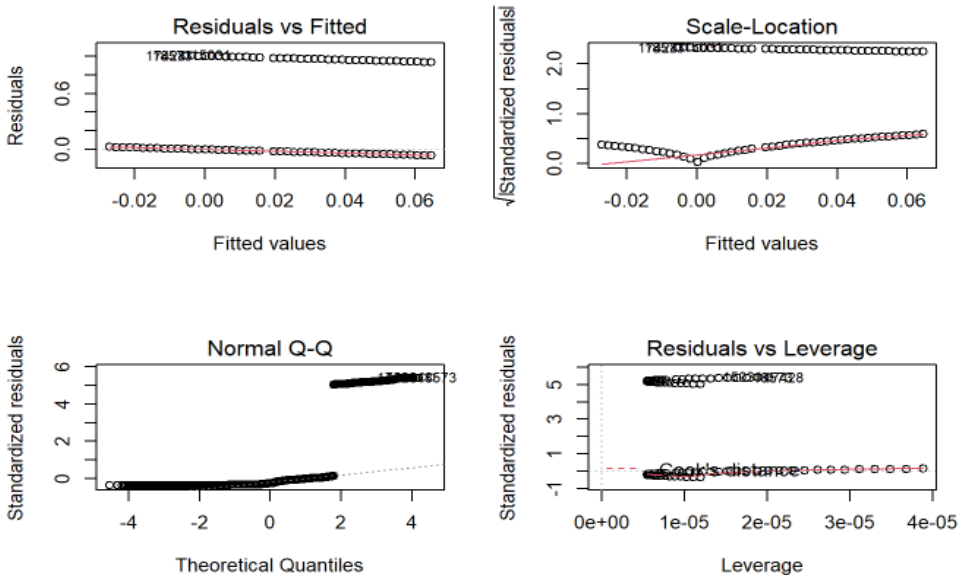 Residuals vs Fitted
Residuals
0.0 0.6
-0.02 0.00 0.02 0.04 0.06
Fitted values
Scale-Location
√|Standardized residuals|
0.0 1.0 2.0
-0.02 0.00 0.02 0.04 0.06
Fitted values
Normal Q-Q
Standardized residuals
0 2 4 6
-4 -2 0 2 4
Theoretical Quantiles
Residuals vs Leverage
Standardized residuals
-1 1 3 5
Cook's distance
0e+00 1e-05 2e-05 3e-05 4e-05
Leverage